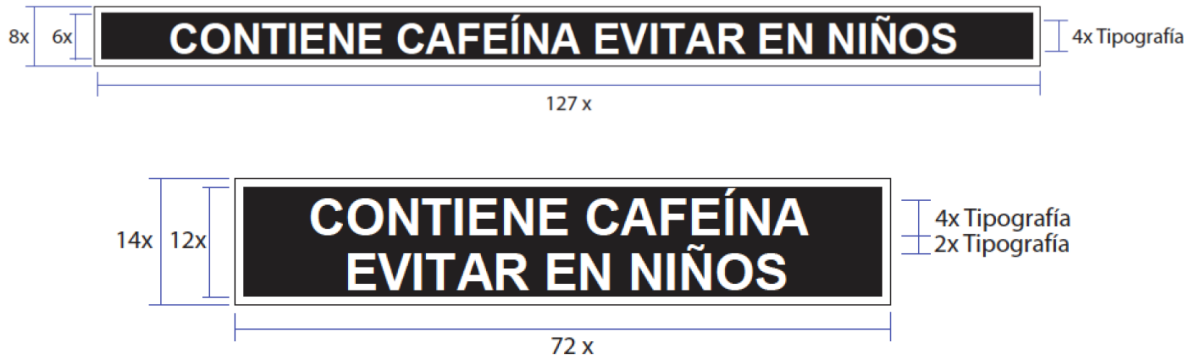 8x 6x CONTIENE CAFEÍNA EVITAR EN NIÑOS 4x Tipografía
127 x
14x 12x CONTIENE CAFEÍNA 4x Tipografía
EVITAR EN NIÑOS 2x Tipografía
72 x